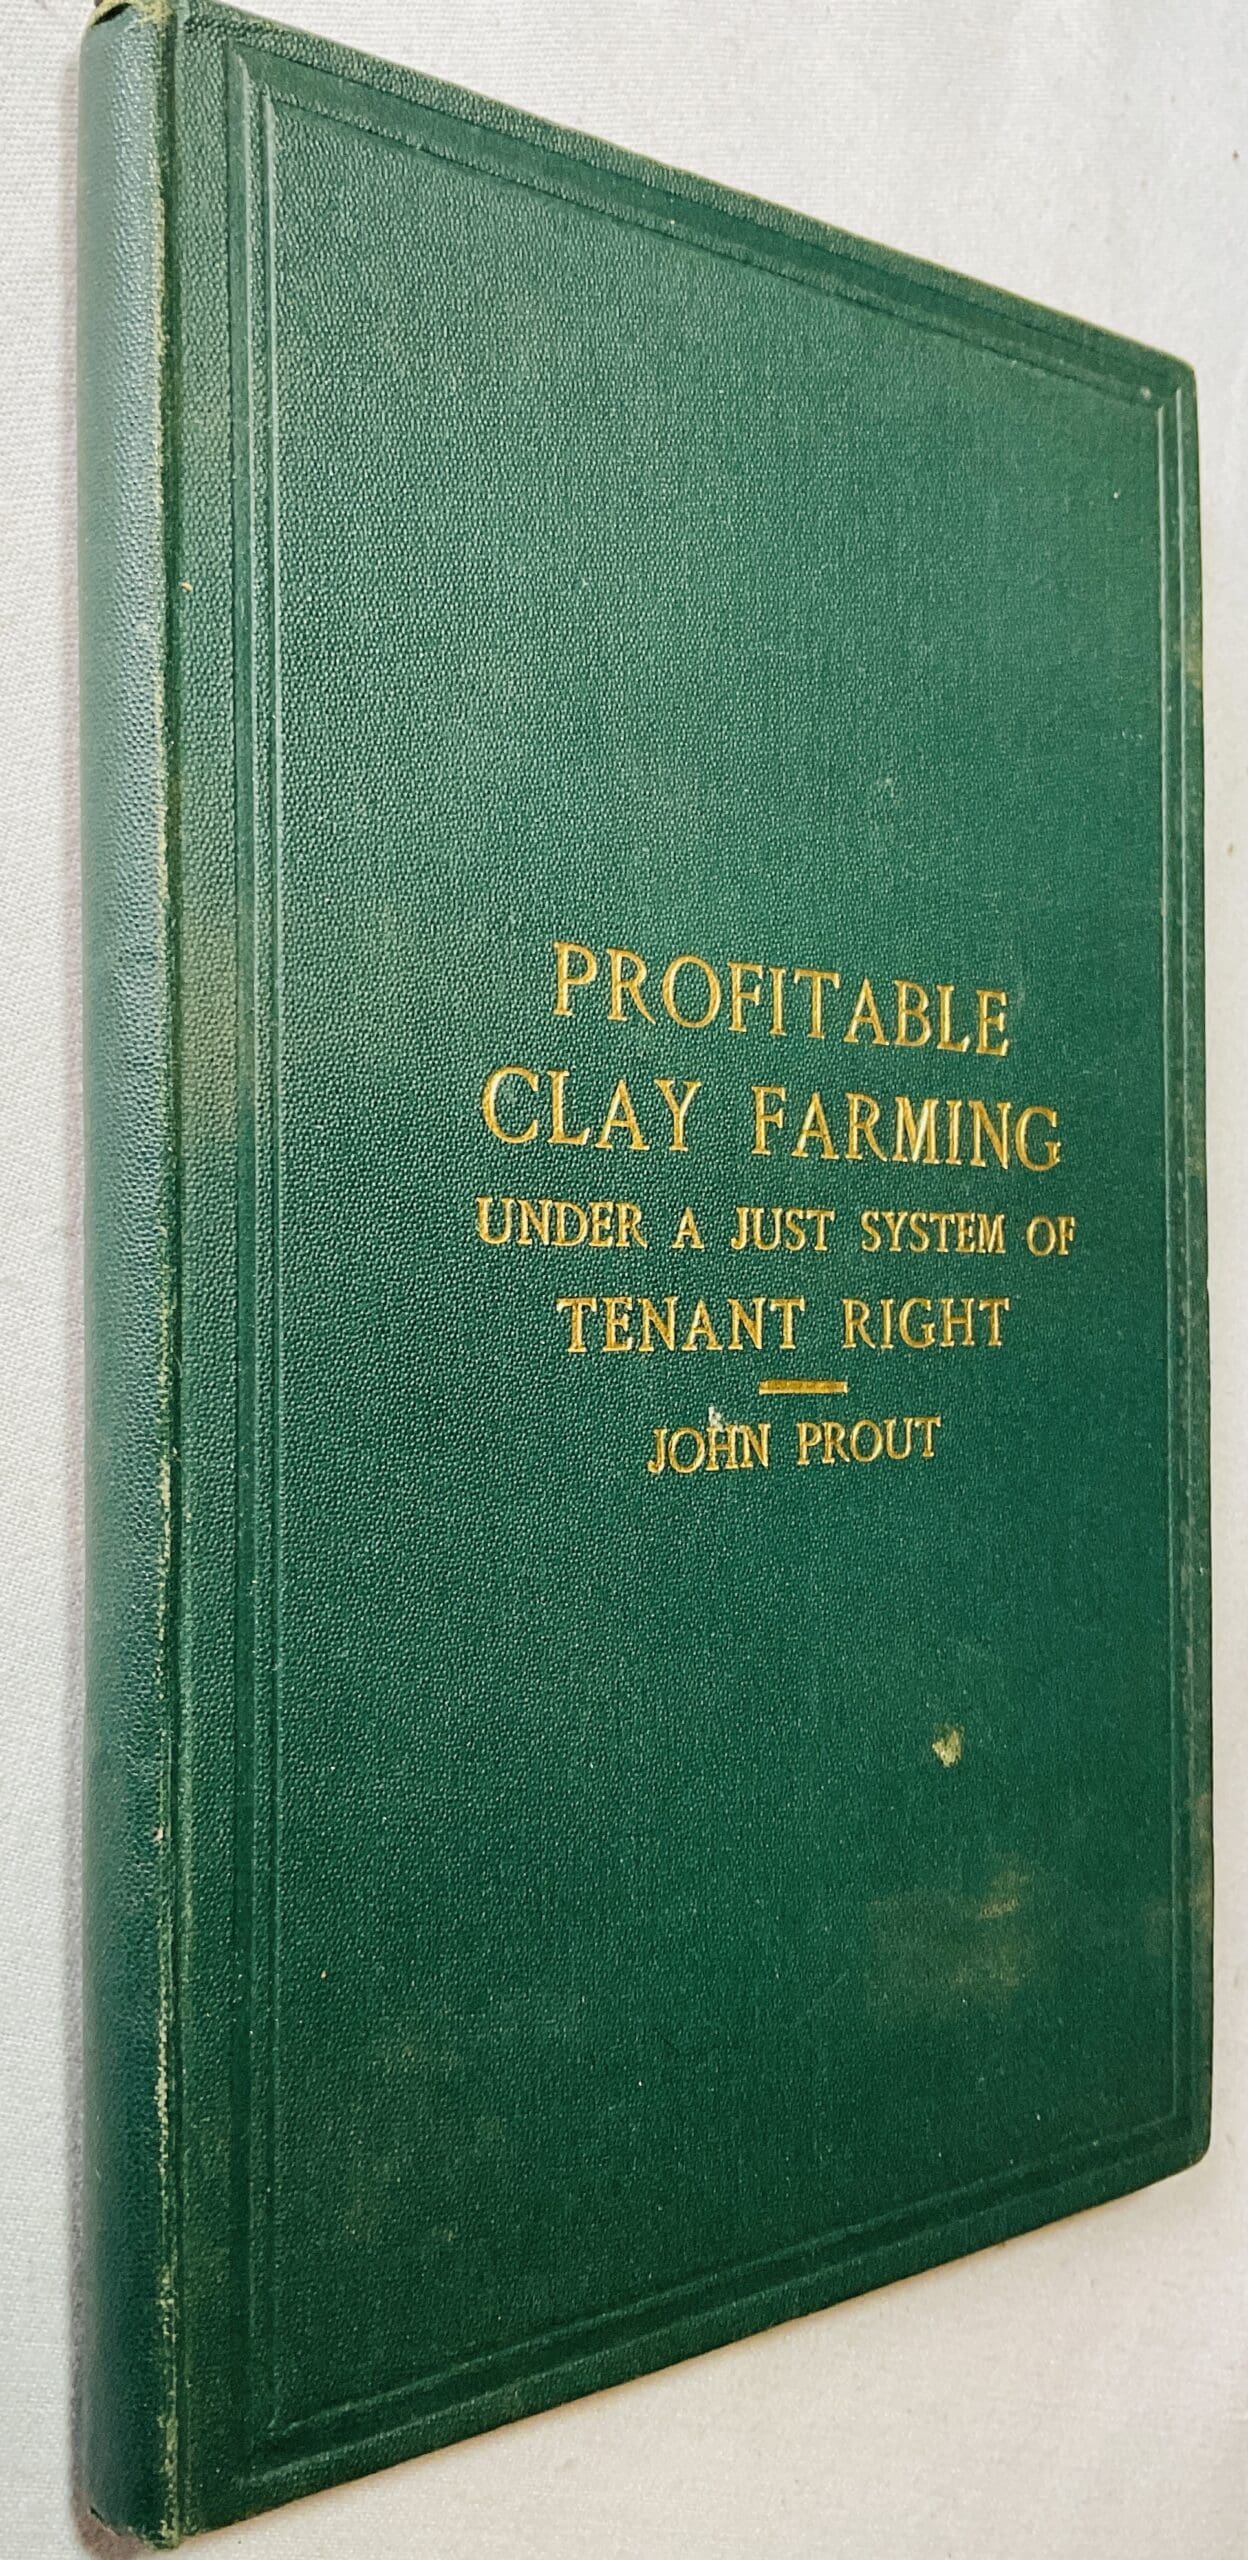 PROFITABLE
CLAY FARMING
UNDER A JUST SYSTEM OF
TENANT RIGHT
JOHN PROUT